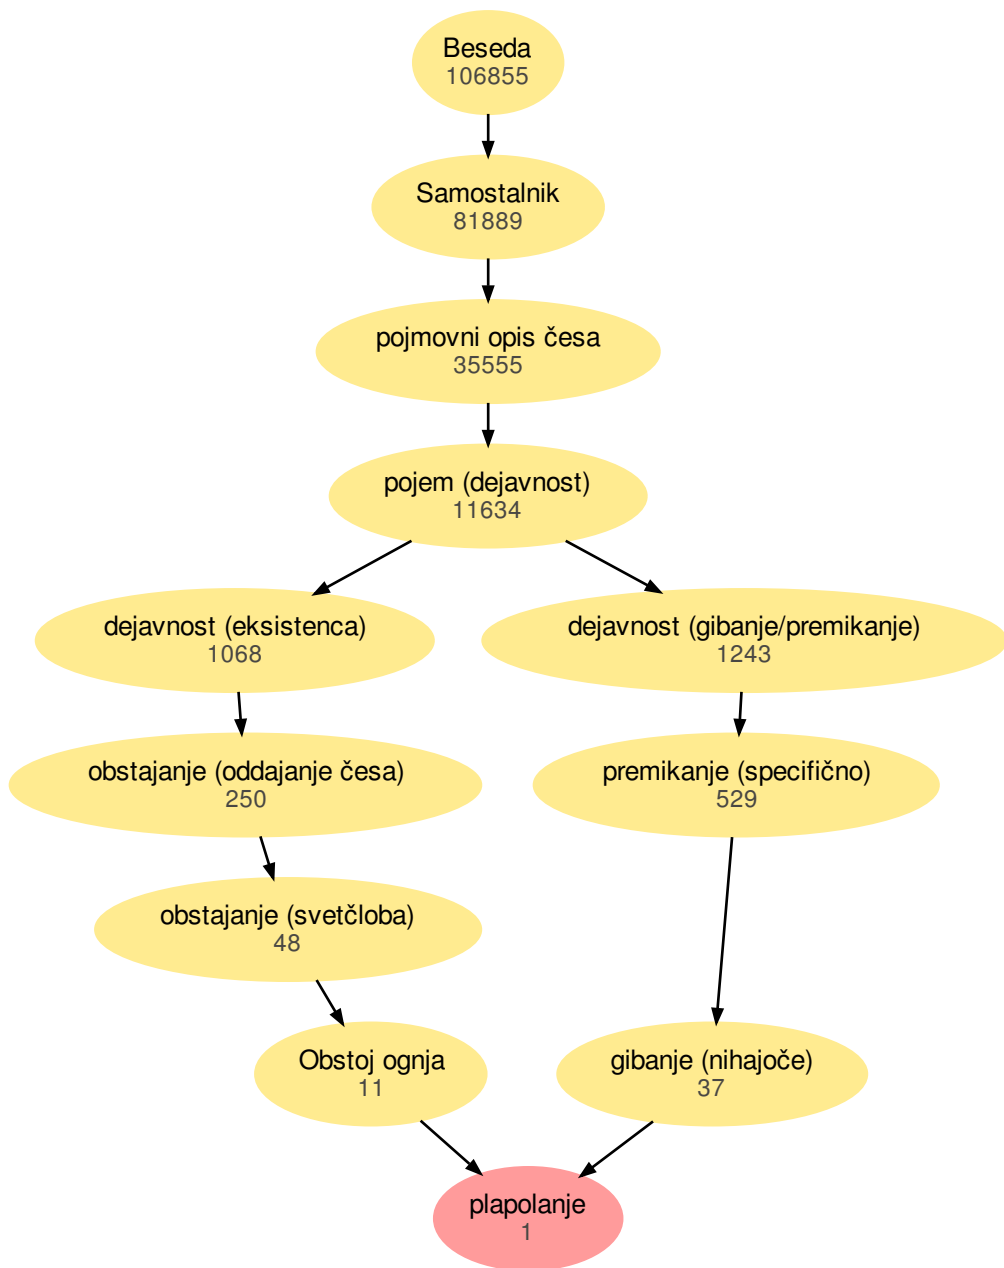 Beseda
106855
Samostalnik
81889
pojmovni opis česa
35555
pojem (dejavnost)
11634
dejavnost (eksistenca)
1068
dejavnost (gibanje/premikanje)
1243
obstajanje (oddajanje česa)
250
premikanje (specifično)
529
obstajanje (svetčloba)
48
Obstoj ognja
11
gibanje (nihajoče)
37
plapolanje
1